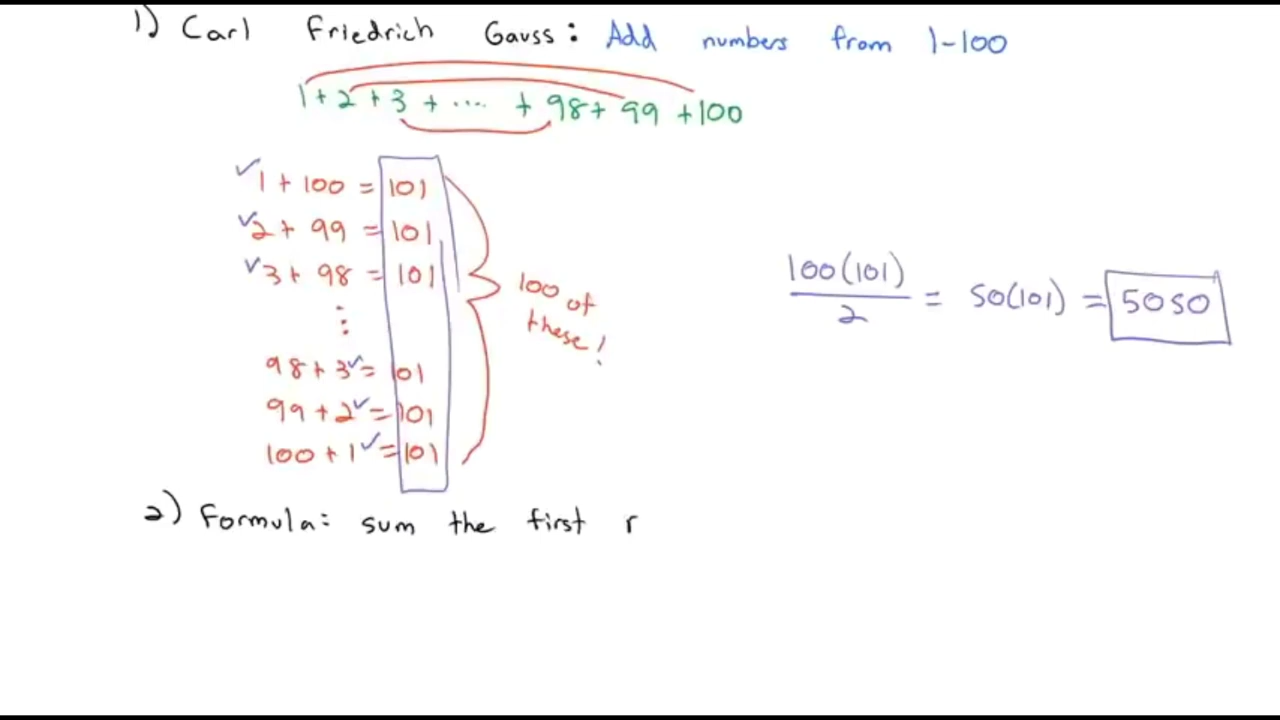 1) Carl Friedrich Gauss: Add numbers from 1-100
1 + 2 + 3 + .... + 98 + 99 + 100
✓1 + 100 = 101
✓2 + 99 = 101
✓3 + 98 = 101
⋮
98 + 3✓= 101
99 + 2✓= 101
100 + 1✓= 101
100 of
these!
100(101)/2 = 50(101) = 5050
2) Formula: sum the first r